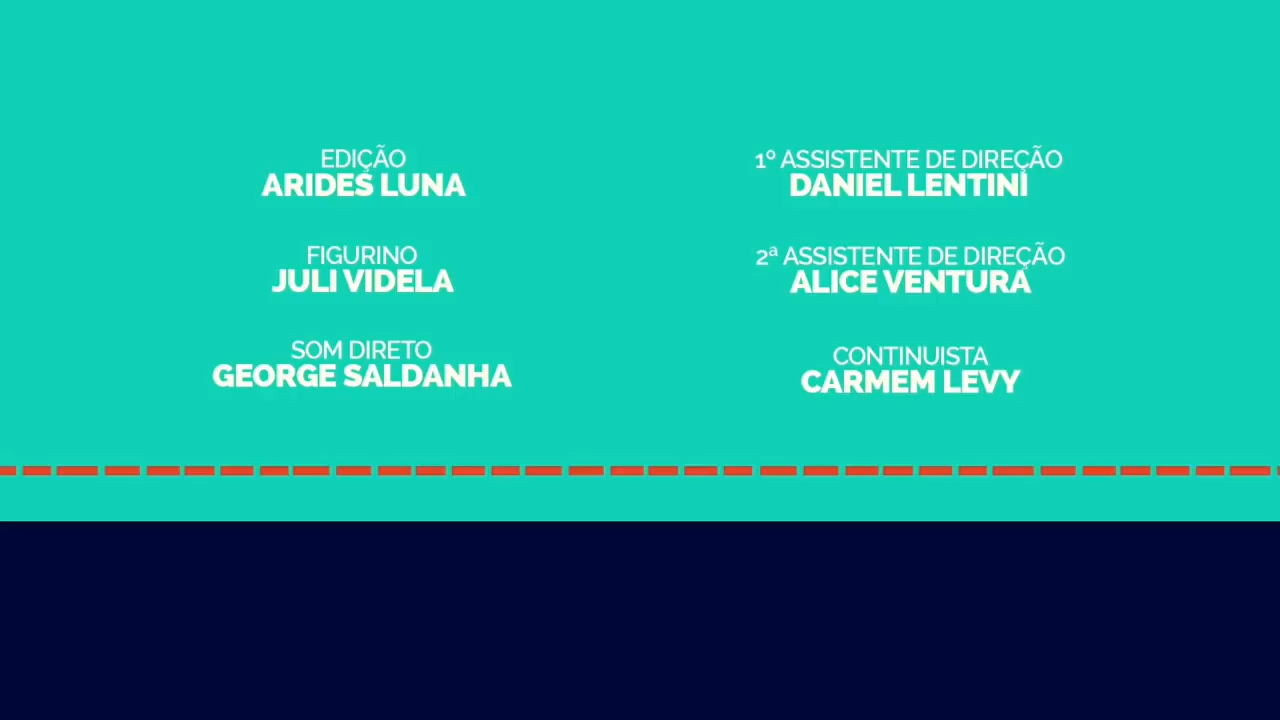 EDIÇÃO
ARIDES LUNA
FIGURINO
JULI VIDELA
SOM DIRETO
GEORGE SALDANHA
1º ASSISTENTE DE DIREÇÃO
DANIEL LENTINI
2ª ASSISTENTE DE DIREÇÃO
ALICE VENTURA
CONTINUISTA
CARMEM LEVY